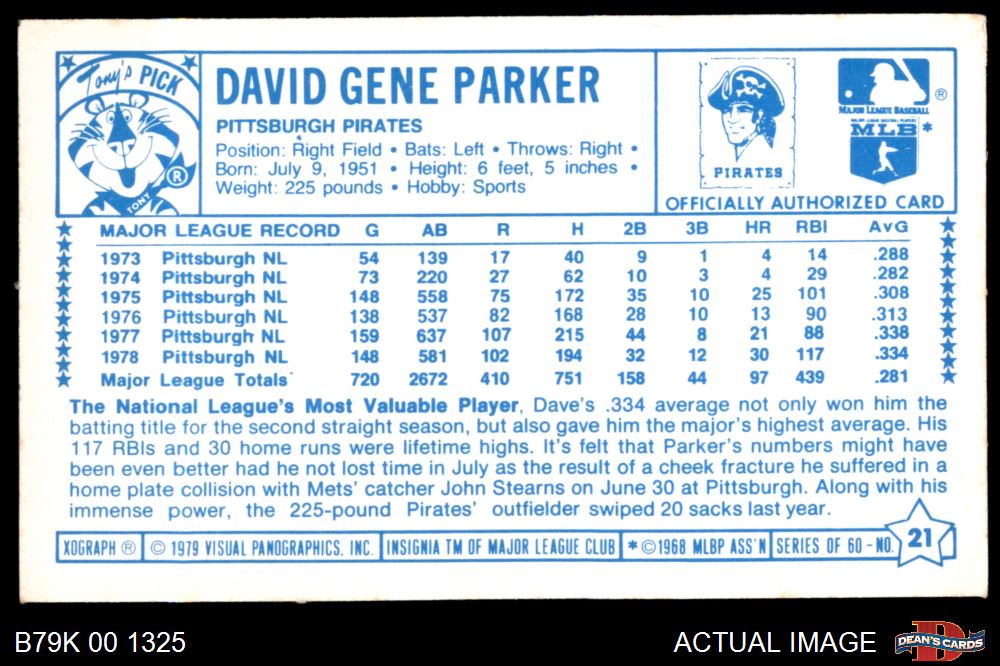 Tony's PICK
TONY ®
DAVID GENE PARKER
PITTSBURGH PIRATES
Position: Right Field • Bats: Left • Throws: Right •
Born: July 9, 1951 • Height: 6 feet, 5 inches •
Weight: 225 pounds • Hobby: Sports
PIRATES
MAJOR LEAGUE BASEBALL ®
MAJOR LEAGUE BASEBALL PLAYERS
MLB *
OFFICIALLY AUTHORIZED CARD
MAJOR LEAGUE RECORD G AB R H 2B 3B HR RBI AvG
1973 Pittsburgh NL 54 139 17 40 9 1 4 14 .288
1974 Pittsburgh NL 73 220 27 62 10 3 4 29 .282
1975 Pittsburgh NL 148 558 75 172 35 10 25 101 .308
1976 Pittsburgh NL 138 537 82 168 28 10 13 90 .313
1977 Pittsburgh NL 159 637 107 215 44 8 21 88 .338
1978 Pittsburgh NL 148 581 102 194 32 12 30 117 .334
Major League Totals 720 2672 410 751 158 44 97 439 .281
The National League's Most Valuable Player, Dave's .334 average not only won him the
batting title for the second straight season, but also gave him the major's highest average. His
117 RBIs and 30 home runs were lifetime highs. It's felt that Parker's numbers might have
been even better had he not lost time in July as the result of a cheek fracture he suffered in a
home plate collision with Mets' catcher John Stearns on June 30 at Pittsburgh. Along with his
immense power, the 225-pound Pirates' outfielder swiped 20 sacks last year.
XOGRAPH ® © 1979 VISUAL PANOGRAPHICS, INC. INSIGNIA TM OF MAJOR LEAGUE CLUB * © 1968 MLBP ASS'N SERIES OF 60 - NO. 21
B79K 00 1325
ACTUAL IMAGE
DEAN'S CARDS